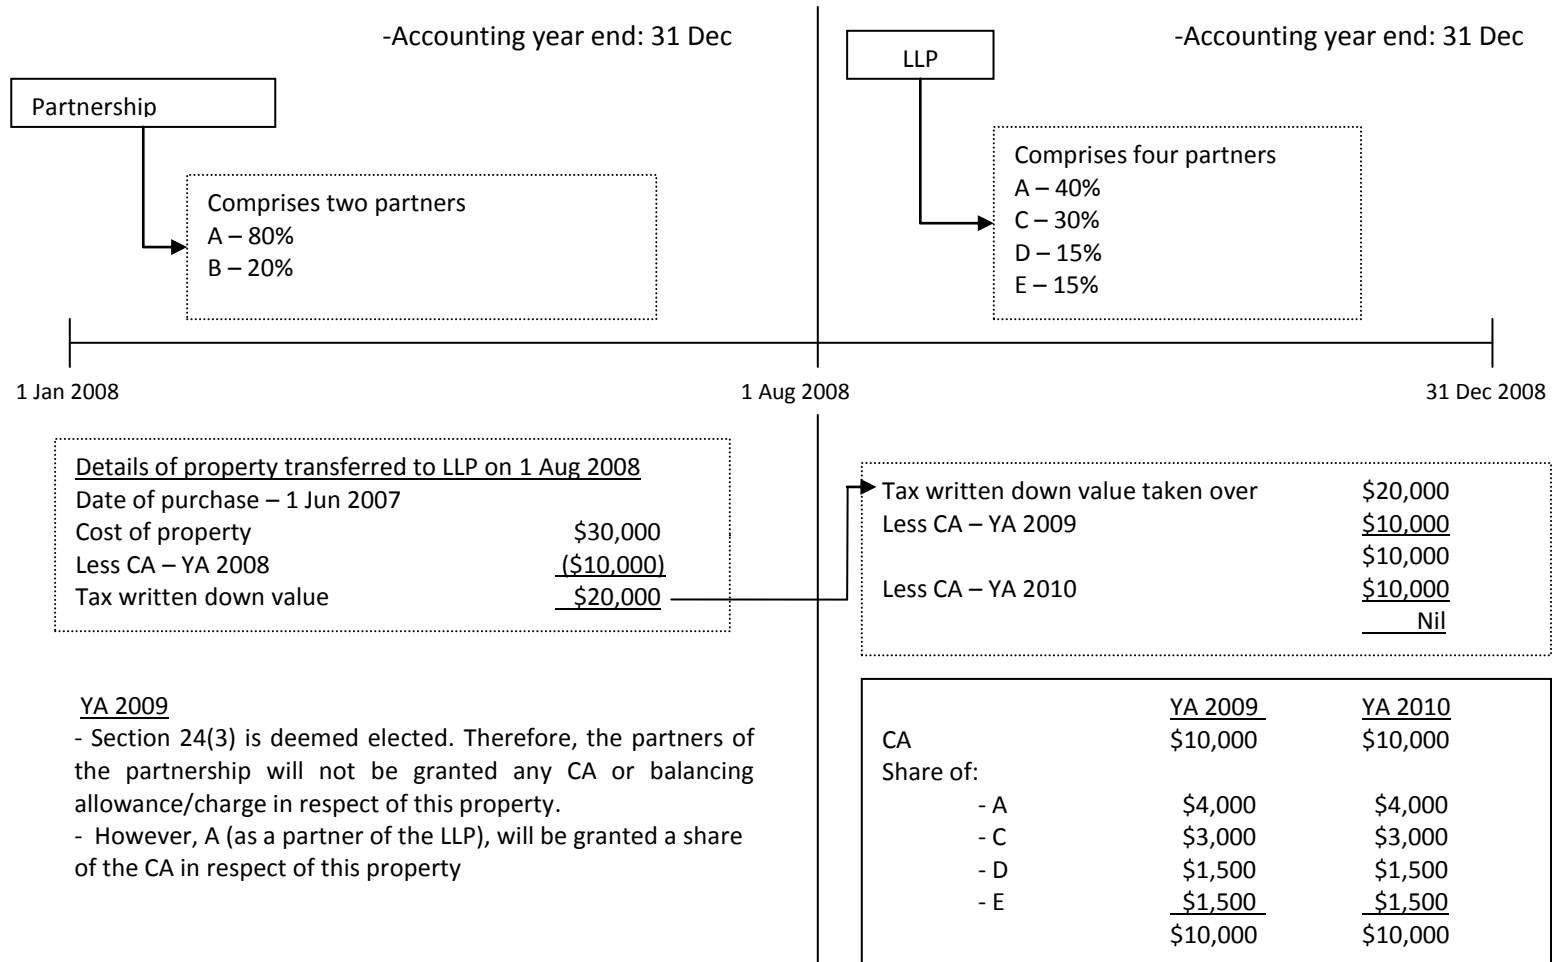 -Accounting year end: 31 Dec
Partnership
Comprises two partners
A – 80%
B – 20%
-Accounting year end: 31 Dec
LLP
Comprises four partners
A – 40%
C – 30%
D – 15%
E – 15%
1 Jan 2008 1 Aug 2008 31 Dec 2008
Details of property transferred to LLP on 1 Aug 2008
Date of purchase – 1 Jun 2007
Cost of property $30,000
Less CA – YA 2008 ($10,000)
Tax written down value $20,000
Tax written down value taken over $20,000
Less CA – YA 2009 $10,000
$10,000
Less CA – YA 2010 $10,000
Nil
YA 2009
- Section 24(3) is deemed elected. Therefore, the partners of
the partnership will not be granted any CA or balancing
allowance/charge in respect of this property.
- However, A (as a partner of the LLP), will be granted a share
of the CA in respect of this property
YA 2009 YA 2010
CA $10,000 $10,000
Share of:
- A $4,000 $4,000
- C $3,000 $3,000
- D $1,500 $1,500
- E $1,500 $1,500
$10,000 $10,000